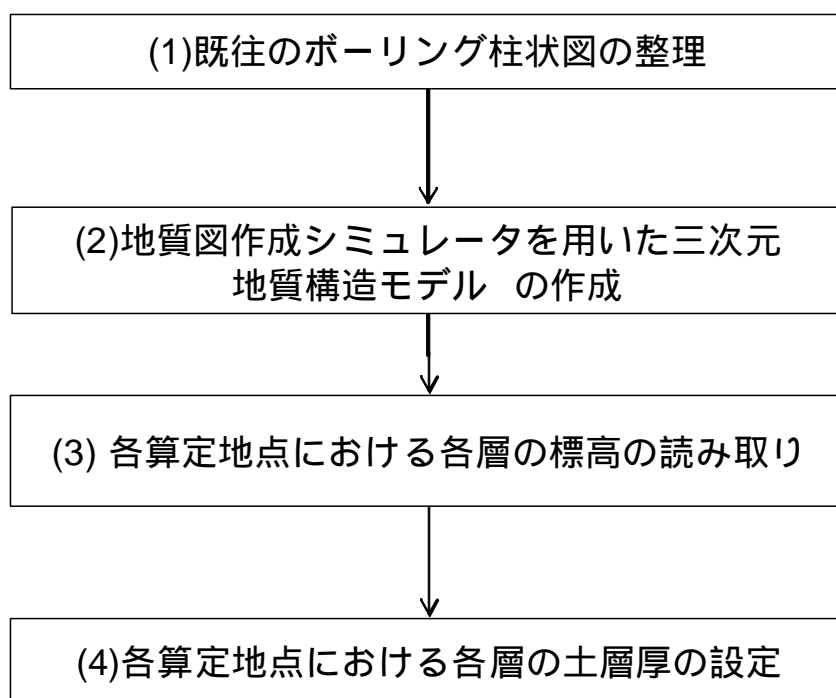 (1)既往のボーリング柱状図の整理
(2)地質図作成シミュレータを用いた三次元
地質構造モデル の作成
(3) 各算定地点における各層の標高の読み取り
(4)各算定地点における各層の土層厚の設定